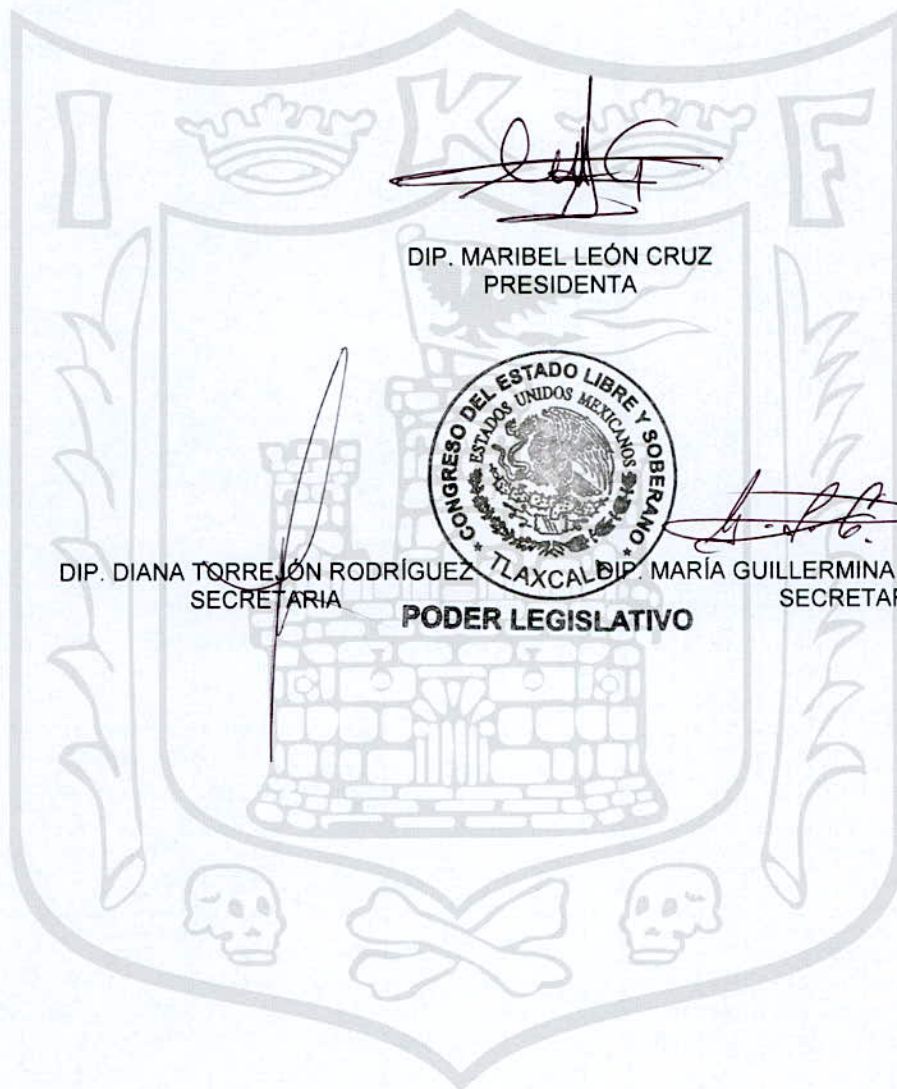 I K F
DIP. MARIBEL LEÓN CRUZ
PRESIDENTA
CONGRESO DEL ESTADO LIBRE Y SOBERANO
ESTADOS UNIDOS MEXICANOS
TLAXCALA
DIP. DIANA TORREJÓN RODRÍGUEZ
SECRETARIA
DIP. MARÍA GUILLERMINA
PODER LEGISLATIVO